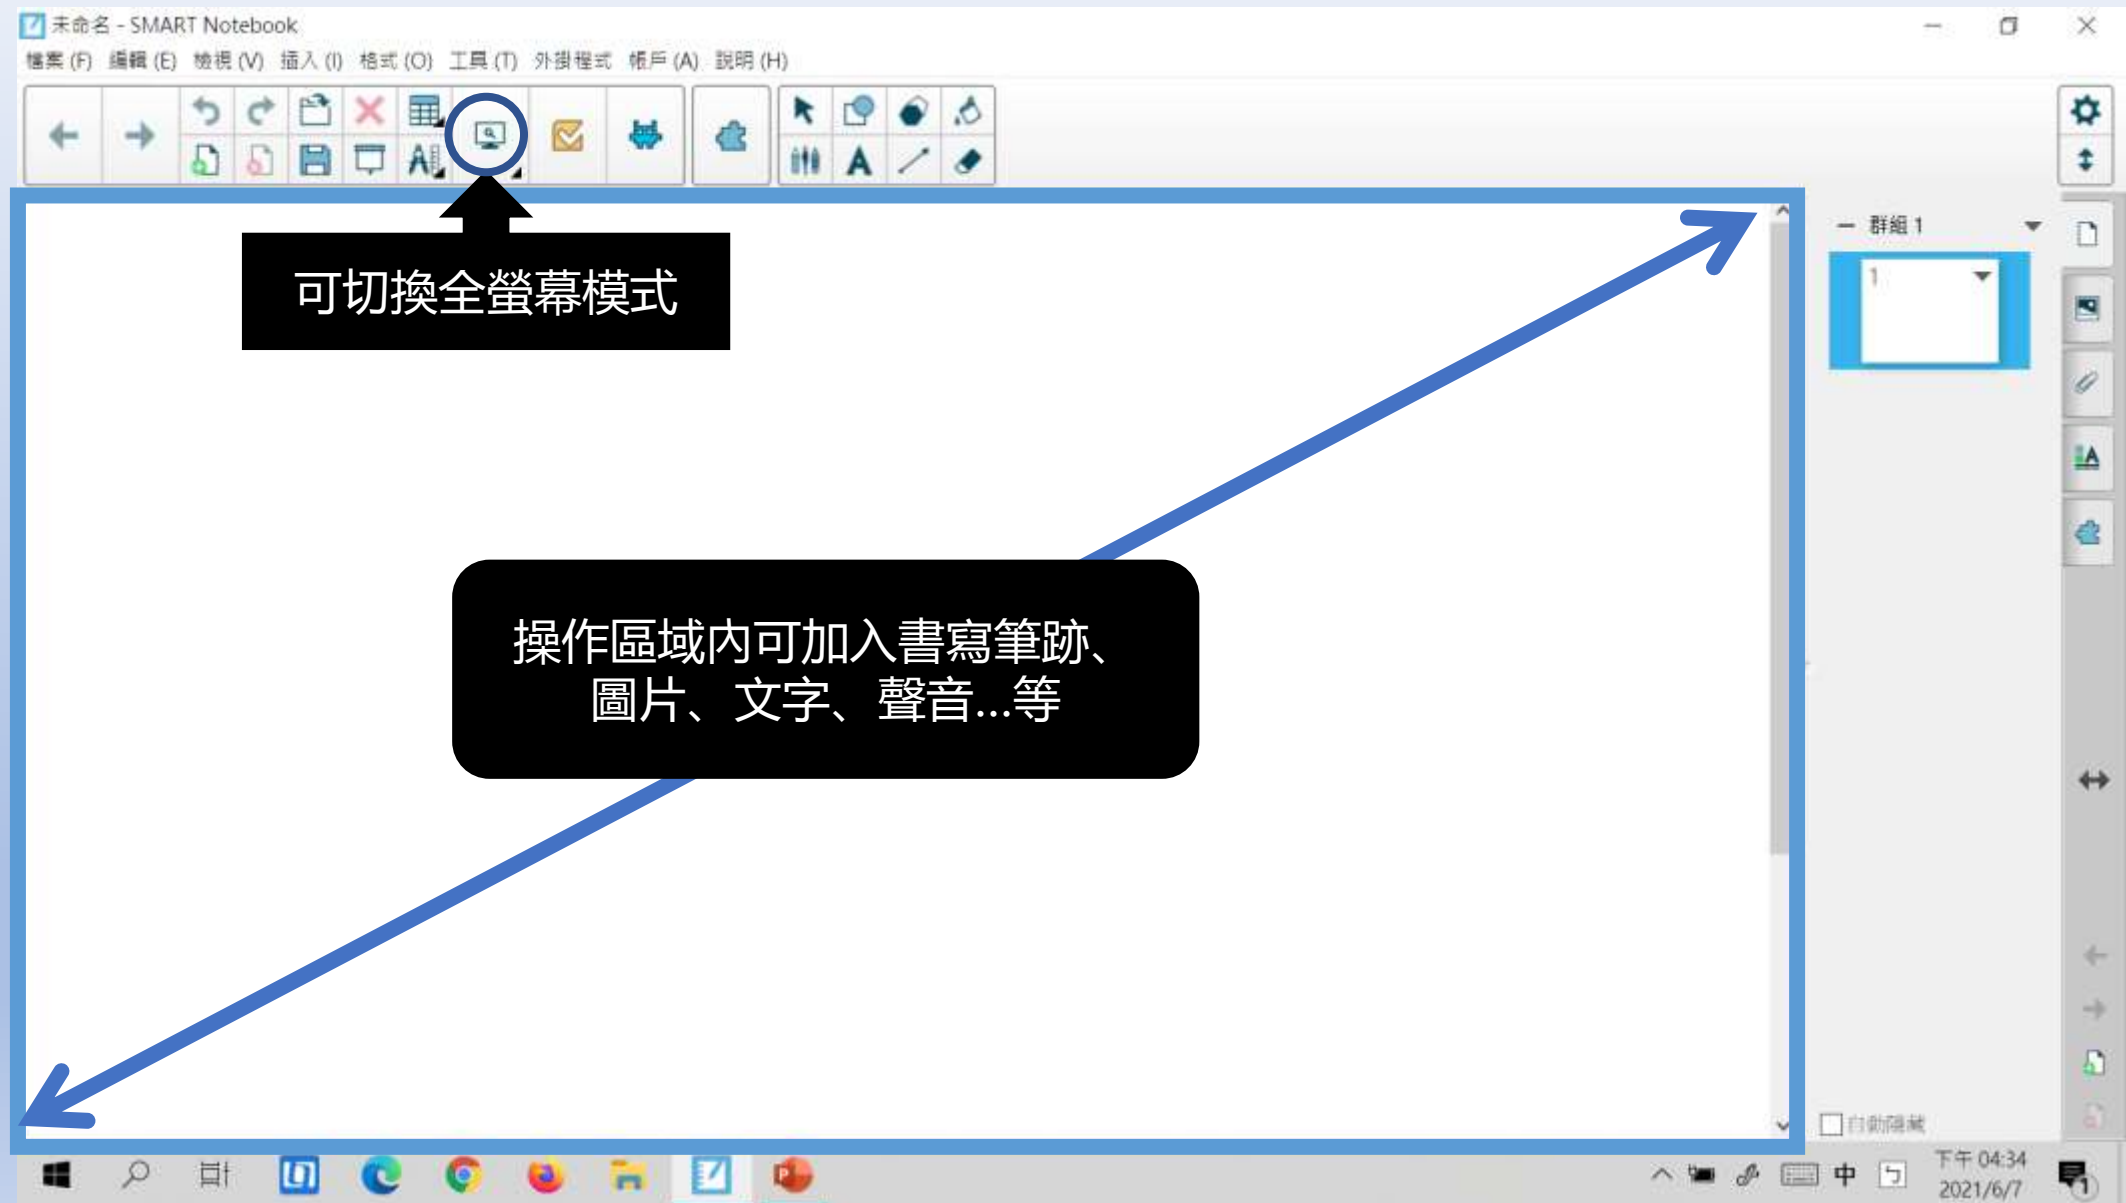 未命名 - SMART Notebook
檔案 (F) 編輯 (E) 檢視 (V) 插入 (I) 格式 (O) 工具 (T) 外掛程式 帳戶 (A) 說明 (H)
可切換全螢幕模式
群組 1
1
操作區域內可加入書寫筆跡、
圖片、文字、聲音...等
自動隱藏
中 ㄅ
下午 04:34
2021/6/7
1